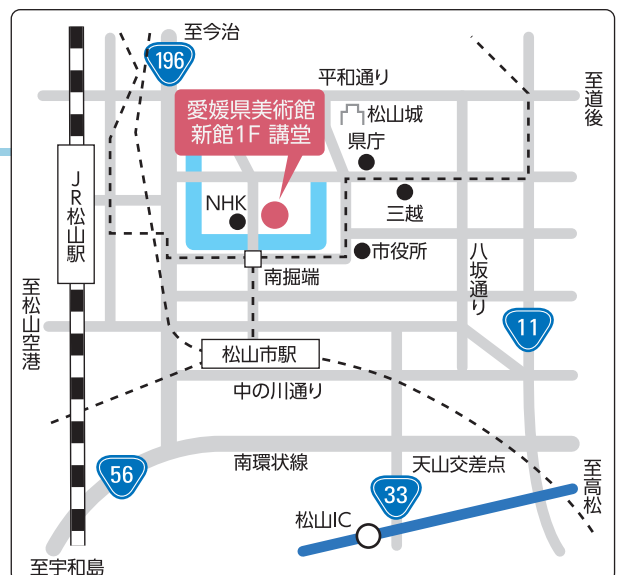 至今治
196
平和通り
至道後
愛媛県美術館
新館1F 講堂
松山城
県庁
JR松山駅
NHK
三越
市役所
南掘端
八坂通り
至松山空港
11
松山市駅
中の川通り
南環状線
天山交差点
56
33
至高松
松山IC
至宇和島